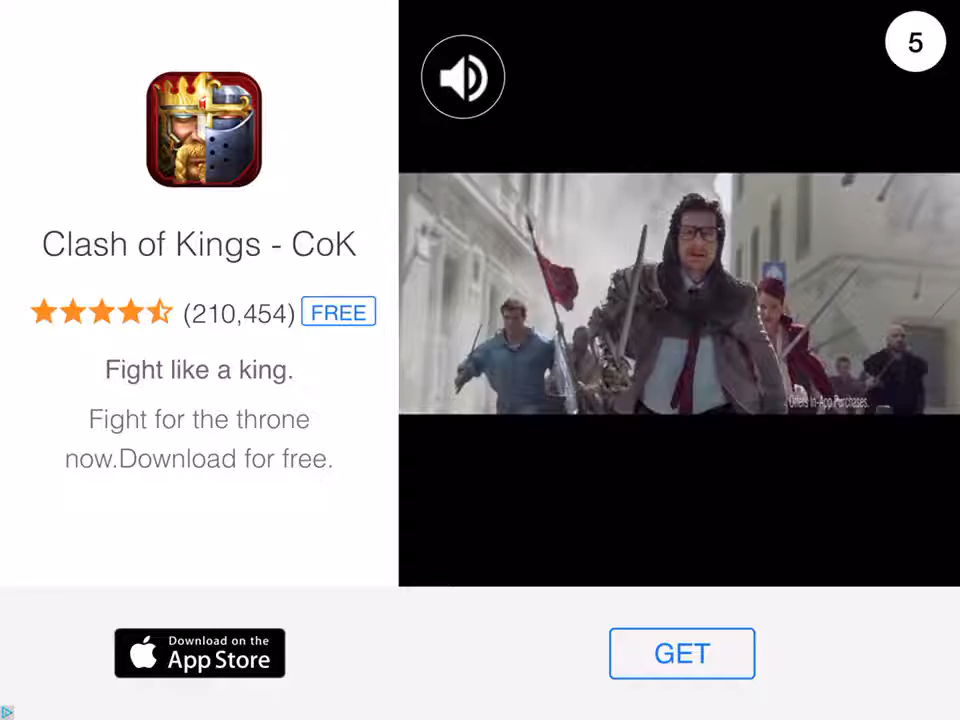 5
Clash of Kings - CoK
(210,454) FREE
Fight like a king.
Fight for the throne
now.Download for free.
Offers In-App Purchases.
Download on the
App Store
GET